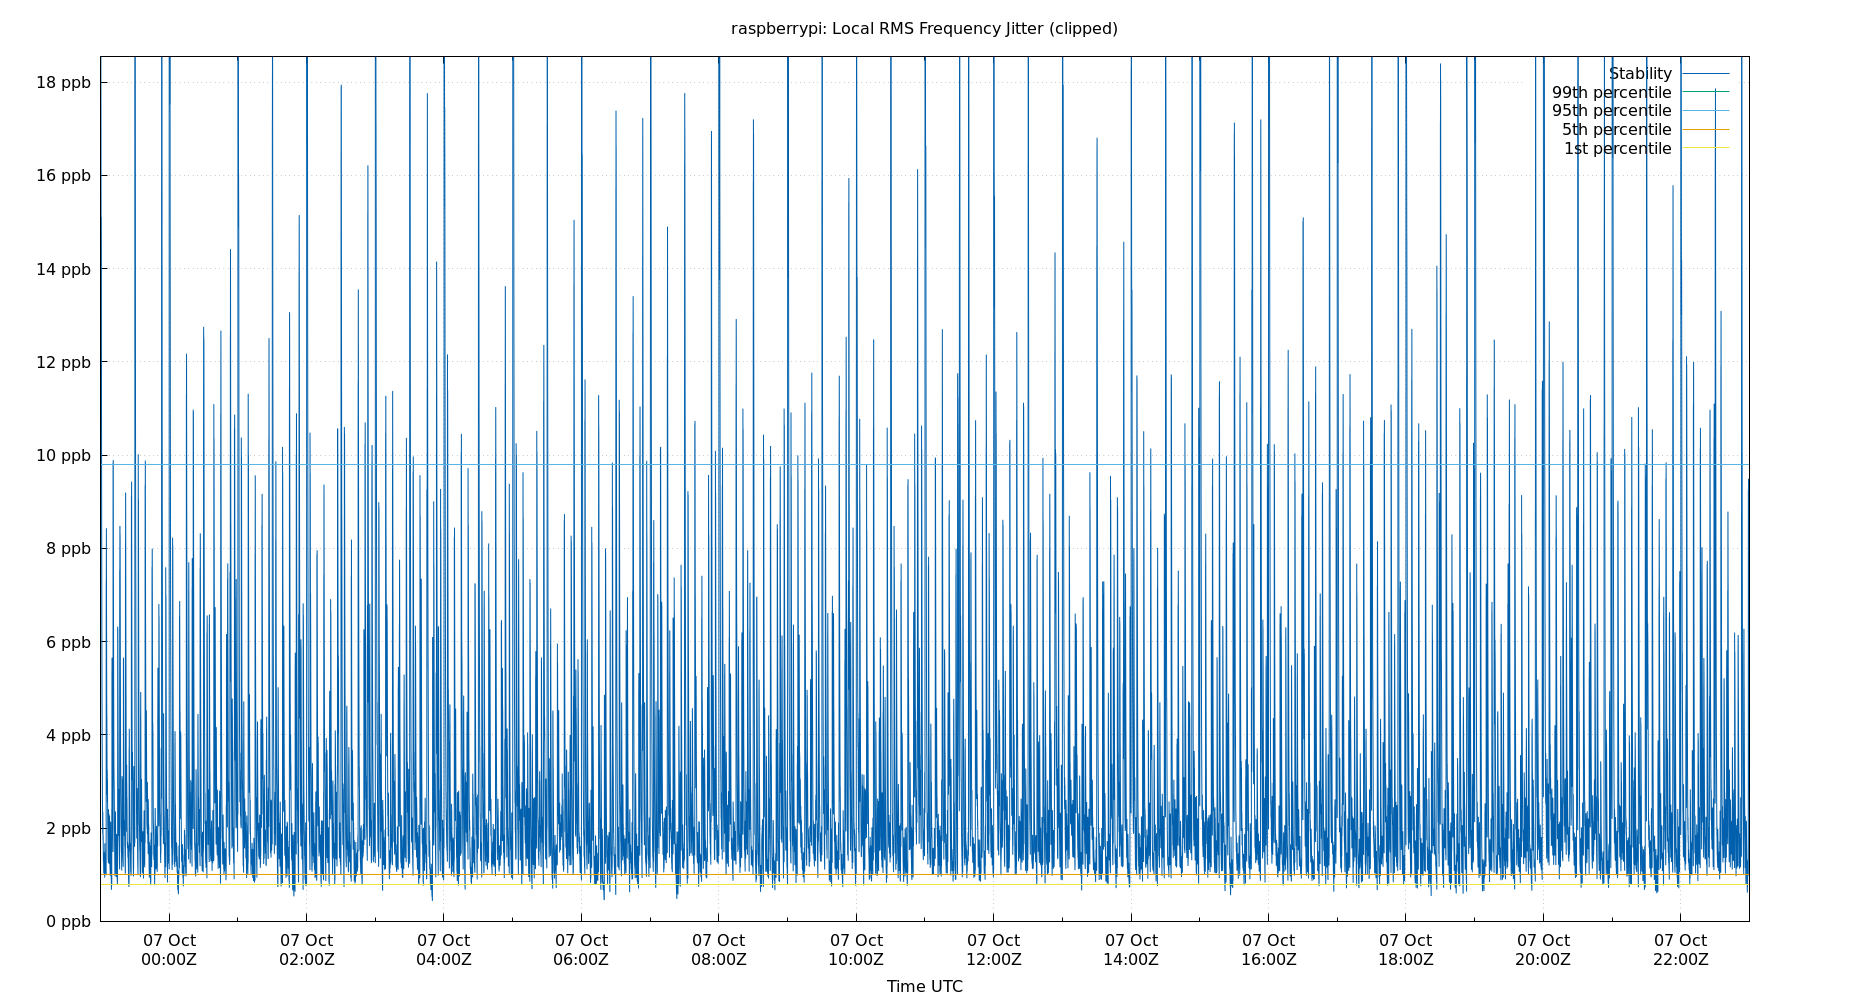 raspberrypi: Local RMS Frequency Jitter (clipped)
18 ppb
16 ppb
14 ppb
12 ppb
10 ppb
8 ppb
6 ppb
4 ppb
2 ppb
0 ppb
Stability
99th percentile
95th percentile
5th percentile
1st percentile
07 Oct 07 Oct 07 Oct 07 Oct 07 Oct 07 Oct 07 Oct 07 Oct 07 Oct 07 Oct 07 Oct 07 Oct
00:00Z 02:00Z 04:00Z 06:00Z 08:00Z 10:00Z 12:00Z 14:00Z 16:00Z 18:00Z 20:00Z 22:00Z
Time UTC